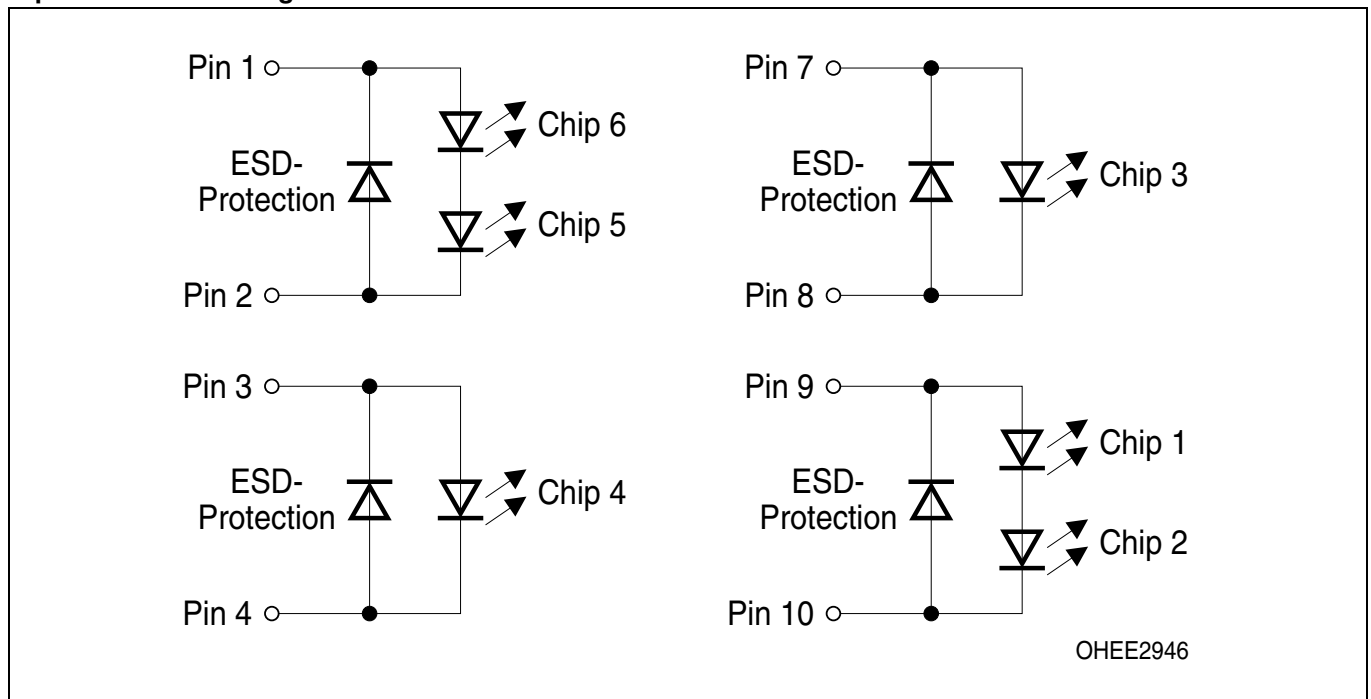 Pin 1
Chip 6
ESD-
Protection
Chip 5
Pin 2
Pin 7
ESD-
Protection
Chip 3
Pin 8
Pin 3
ESD-
Protection
Chip 4
Pin 4
Pin 9
Chip 1
ESD-
Protection
Chip 2
Pin 10
OHEE2946